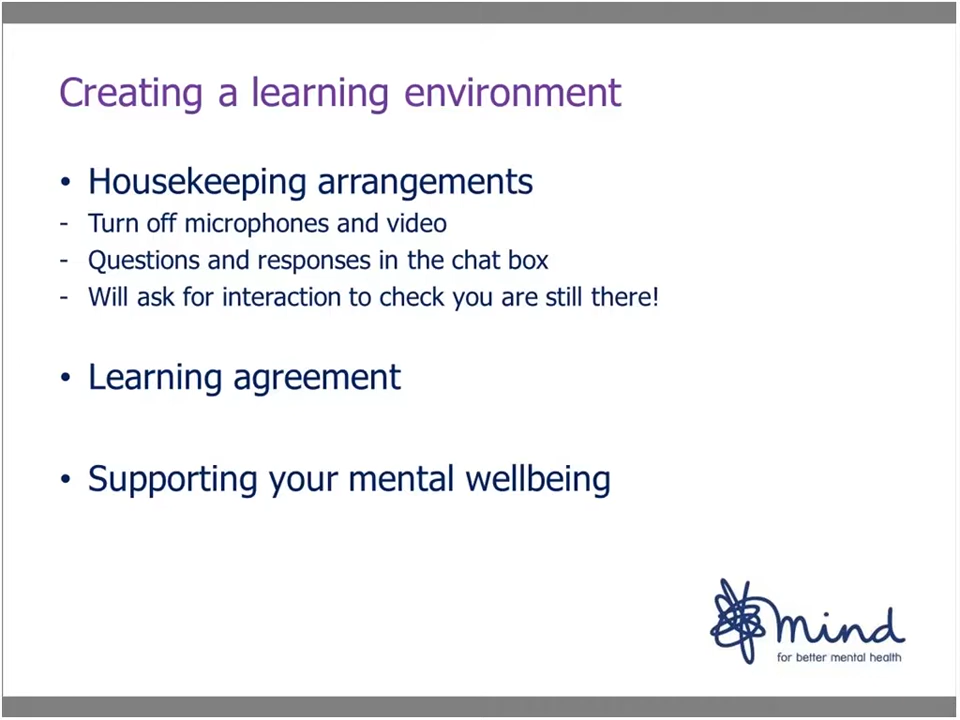 Creating a learning environment
• Housekeeping arrangements
- Turn off microphones and video
- Questions and responses in the chat box
- Will ask for interaction to check you are still there!
• Learning agreement
• Supporting your mental wellbeing
mind
for better mental health